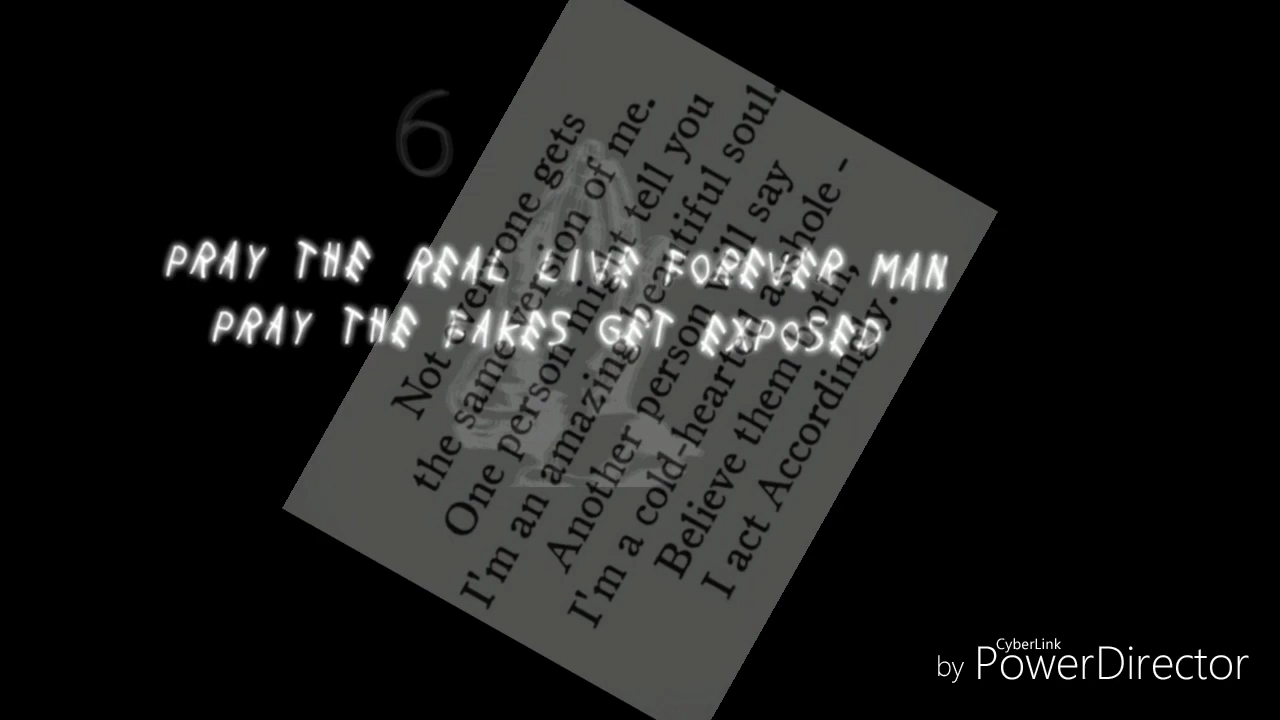 6
PRAY THE REAL LIVE FOREVER MAN
PRAY THE FAKES GET EXPOSED
Not everyone gets
the same version of me.
One person might tell you
I'm an amazing beautiful soul.
Another person will say
I'm a cold-hearted asshole -
Believe them both,
I act Accordingly.
CyberLink
by PowerDirector